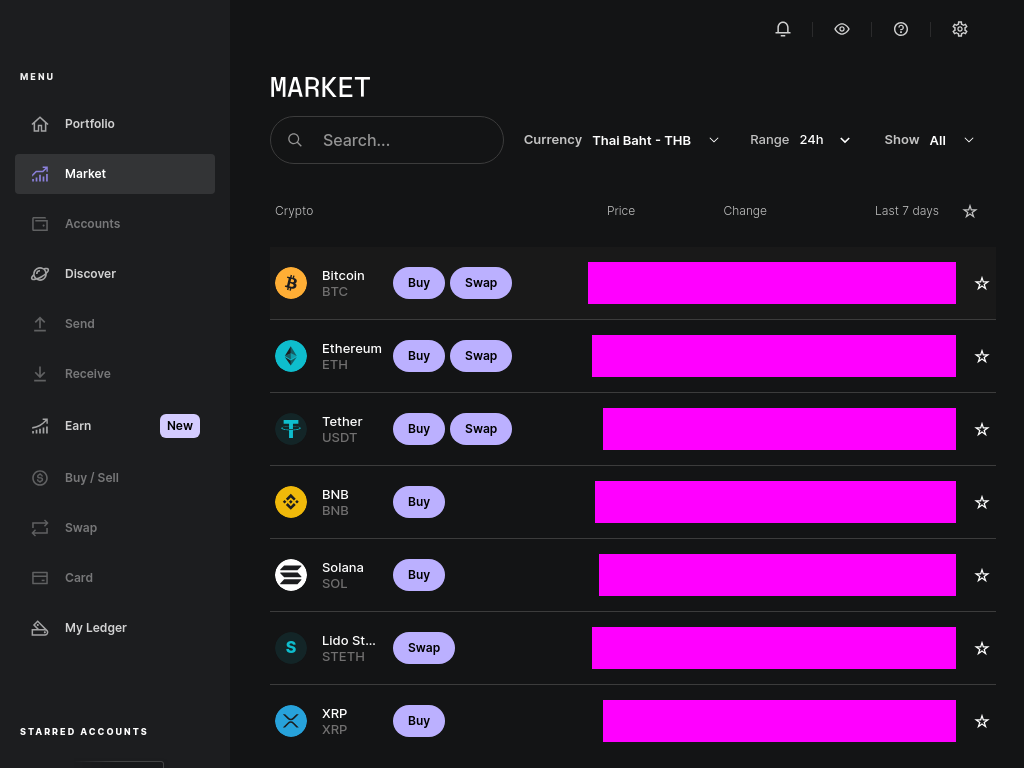 MENU
Portfolio
Market
Accounts
Discover
Send
Receive
Earn New
Buy / Sell
Swap
Card
My Ledger
STARRED ACCOUNTS
MARKET
Search...
Currency Thai Baht - THB
Range 24h
Show All
Crypto Price Change Last 7 days
Bitcoin
BTC
Buy Swap
Ethereum
ETH
Buy Swap
Tether
USDT
Buy Swap
BNB
BNB
Buy
Solana
SOL
Buy
Lido St...
STETH
Swap
XRP
XRP
Buy